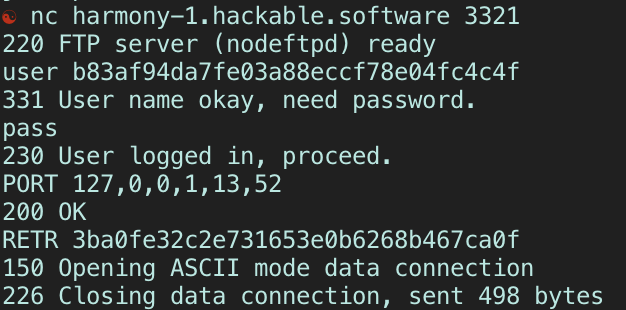 nc harmony-1.hackable.software 3321
220 FTP server (nodeftpd) ready
user b83af94da7fe03a88eccf78e04fc4c4f
331 User name okay, need password.
pass
230 User logged in, proceed.
PORT 127,0,0,1,13,52
200 OK
RETR 3ba0fe32c2e731653e0b6268b467ca0f
150 Opening ASCII mode data connection
226 Closing data connection, sent 498 bytes